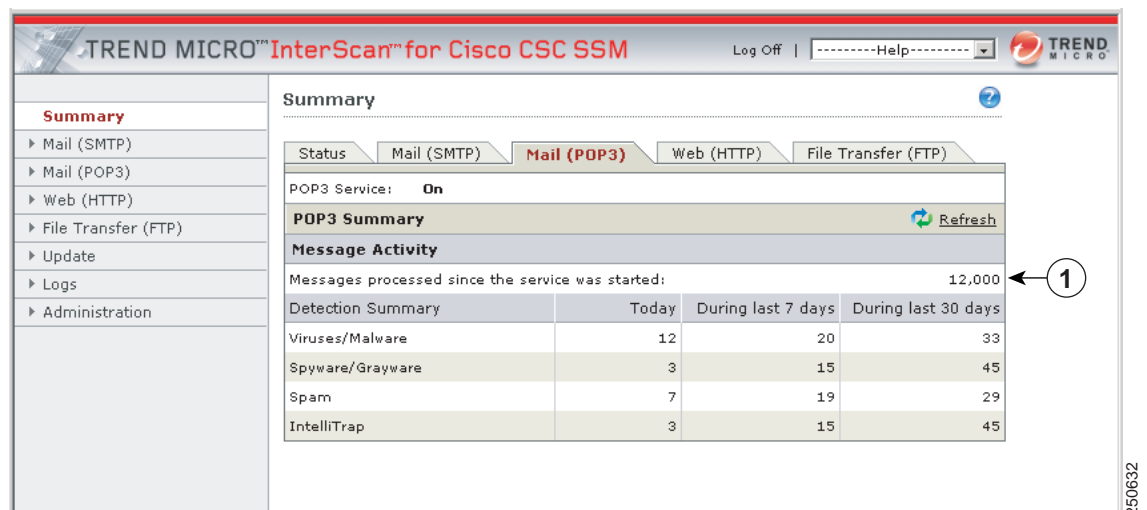 TREND MICRO™ InterScan™ for Cisco CSC SSM
Log Off | ---------Help---------
TREND MICRO
Summary
Mail (SMTP)
Mail (POP3)
Web (HTTP)
File Transfer (FTP)
Update
Logs
Administration
Summary
?
Status Mail (SMTP) Mail (POP3) Web (HTTP) File Transfer (FTP)
POP3 Service: On
POP3 Summary Refresh
Message Activity
Messages processed since the service was started: 12,000 1
Detection Summary Today During last 7 days During last 30 days
Viruses/Malware 12 20 33
Spyware/Grayware 3 15 45
Spam 7 19 29
IntelliTrap 3 15 45
250632